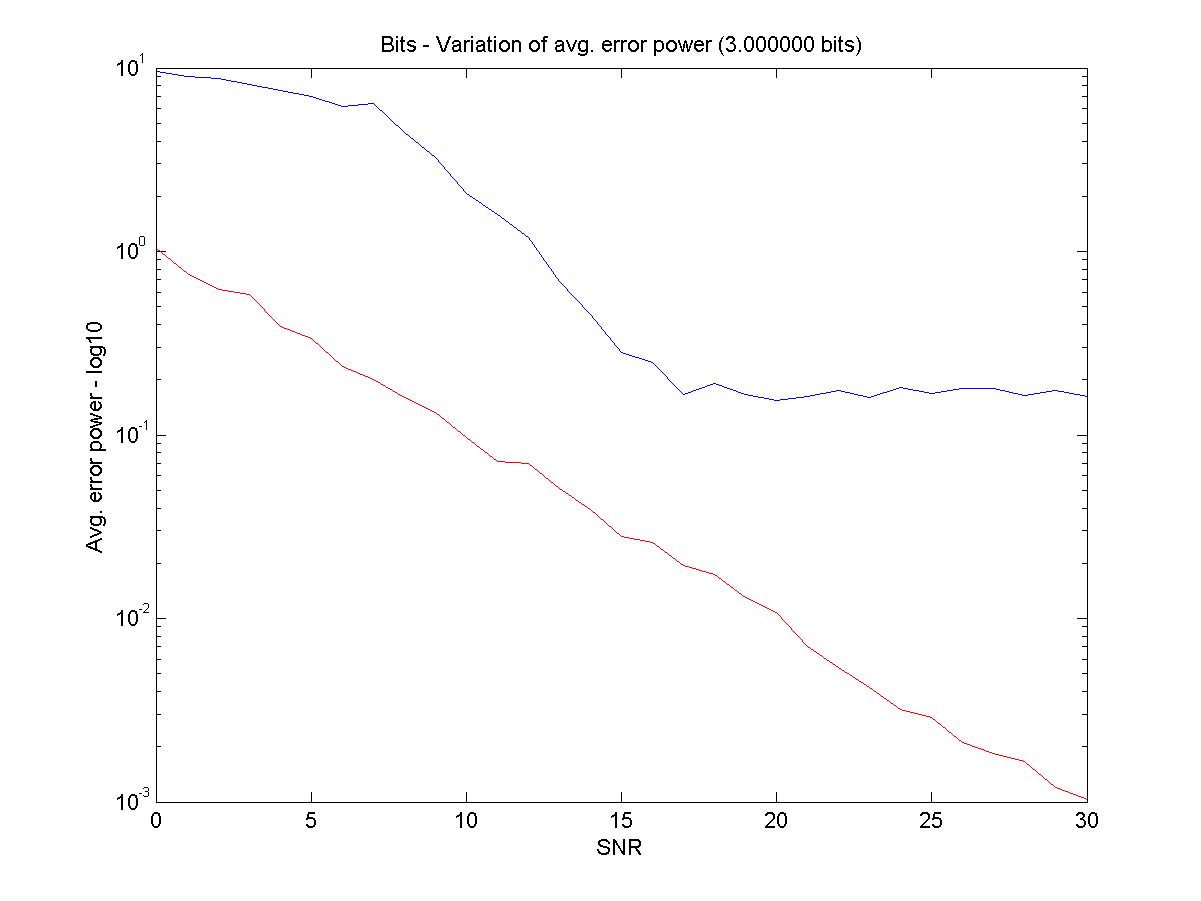 Bits - Variation of avg. error power (3.000000 bits)
10^1
10^0
10^-1
10^-2
10^-3
Avg. error power - log10
0 5 10 15 20 25 30
SNR